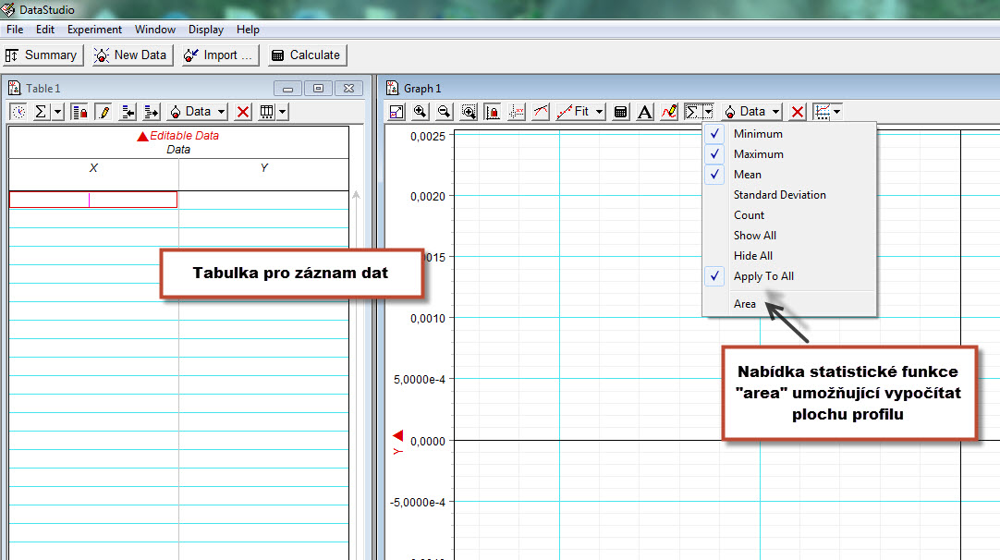 DataStudio
File Edit Experiment Window Display Help
Summary New Data Import ... Calculate
Table 1
Data
Editable Data
Data
X Y
Tabulka pro záznam dat
Graph 1
Fit A Data
0,0025
0,0020
015
0,0010
5,0000e-4
0,0000
Y
-5,0000e-4
Minimum
Maximum
Mean
Standard Deviation
Count
Show All
Hide All
Apply To All
Area
Nabídka statistické funkce
"area" umožňující vypočítat
plochu profilu